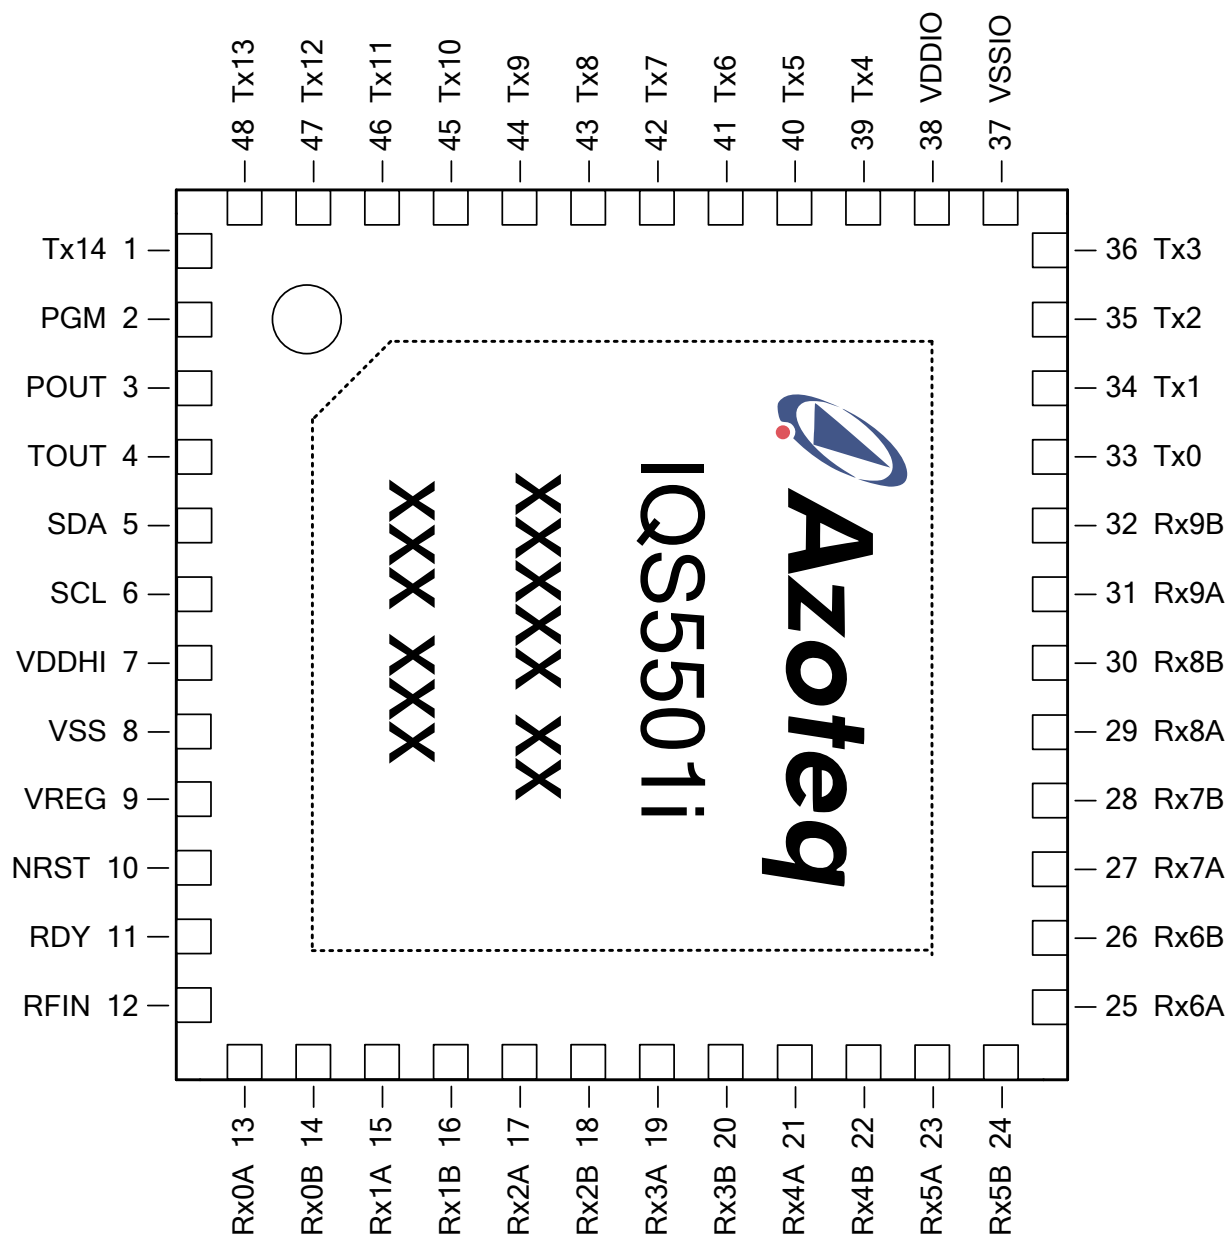 48 Tx13
47 Tx12
46 Tx11
45 Tx10
44 Tx9
43 Tx8
42 Tx7
41 Tx6
40 Tx5
39 Tx4
38 VDDIO
37 VSSIO
Tx14 1
PGM 2
POUT 3
TOUT 4
SDA 5
SCL 6
VDDHI 7
VSS 8
VREG 9
NRST 10
RDY 11
RFIN 12
Azoteq
IQS5501i
XXXXX XX
XXX XXX
36 Tx3
35 Tx2
34 Tx1
33 Tx0
32 Rx9B
31 Rx9A
30 Rx8B
29 Rx8A
28 Rx7B
27 Rx7A
26 Rx6B
25 Rx6A
Rx0A 13
Rx0B 14
Rx1A 15
Rx1B 16
Rx2A 17
Rx2B 18
Rx3A 19
Rx3B 20
Rx4A 21
Rx4B 22
Rx5A 23
Rx5B 24